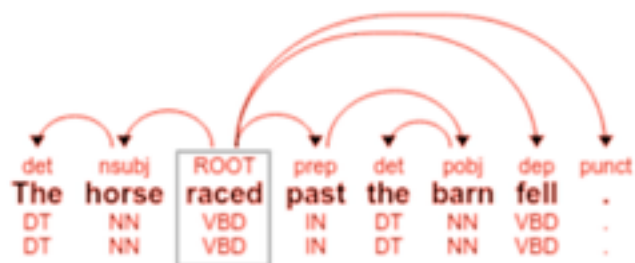 det nsubj ROOT prep det pobj dep punct
The horse raced past the barn fell .
DT NN VBD IN DT NN VBD .
DT NN VBD IN DT NN VBD .